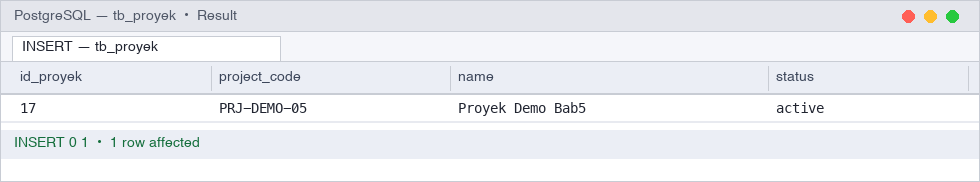 PostgreSQL — tb_proyek • Result
INSERT — tb_proyek
id_proyek project_code name status
17 PRJ–DEMO–05 Proyek Demo Bab5 active
INSERT 0 1 • 1 row affected